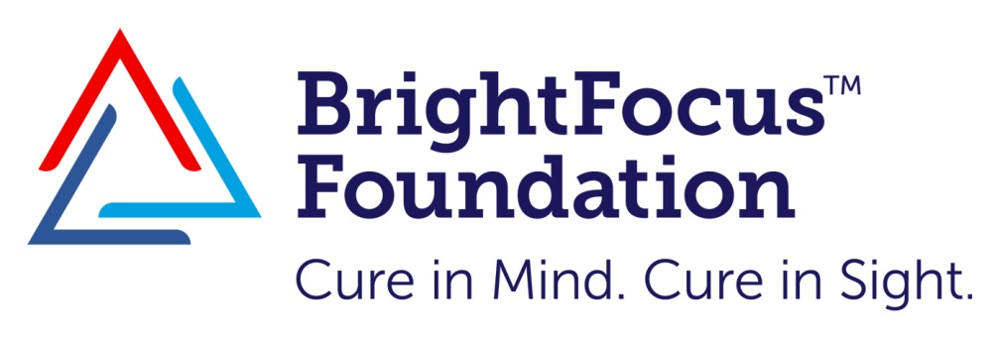 BrightFocus™
Foundation
Cure in Mind. Cure in Sight.